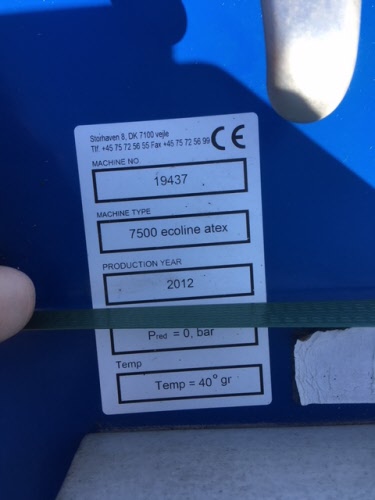 Storhaven 8, DK 7100 vejle
Tlf. +45 75 72 56 55 Fax +45 75 72 56 99 CE
MACHINE NO.
19437
MACHINE TYPE
7500 ecoline atex
PRODUCTION YEAR
2012
Pred = 0, bar
Temp
Temp = 40° gr